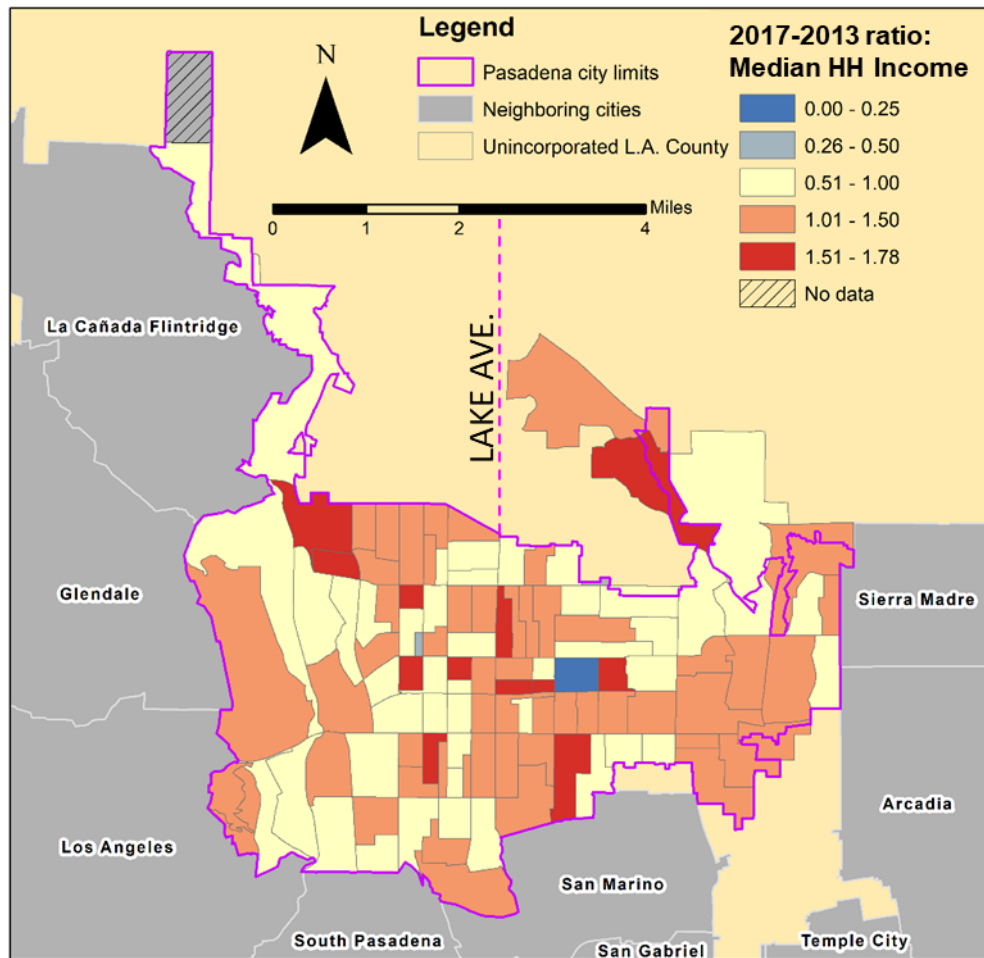 Legend
N
Pasadena city limits
Neighboring cities
Unincorporated L.A. County
2017-2013 ratio:
Median HH Income
0.00 - 0.25
0.26 - 0.50
0.51 - 1.00
1.01 - 1.50
1.51 - 1.78
No data
Miles
0 1 2 4
LAKE AVE.
La Cañada Flintridge
Glendale
Sierra Madre
Arcadia
Los Angeles
San Marino
South Pasadena
San Gabriel
Temple City